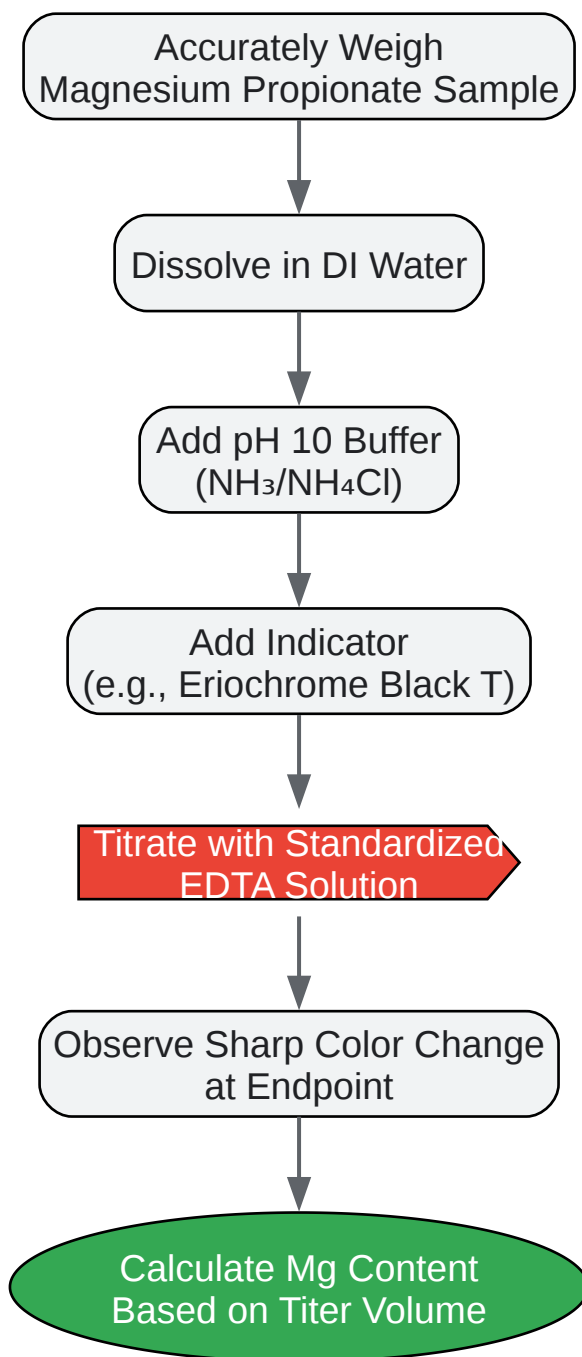 Accurately Weigh
Magnesium Propionate Sample
Dissolve in DI Water
Add pH 10 Buffer
(NH₃/NH₄Cl)
Add Indicator
(e.g., Eriochrome Black T)
Titrate with Standardized
EDTA Solution
Observe Sharp Color Change
at Endpoint
Calculate Mg Content
Based on Titer Volume